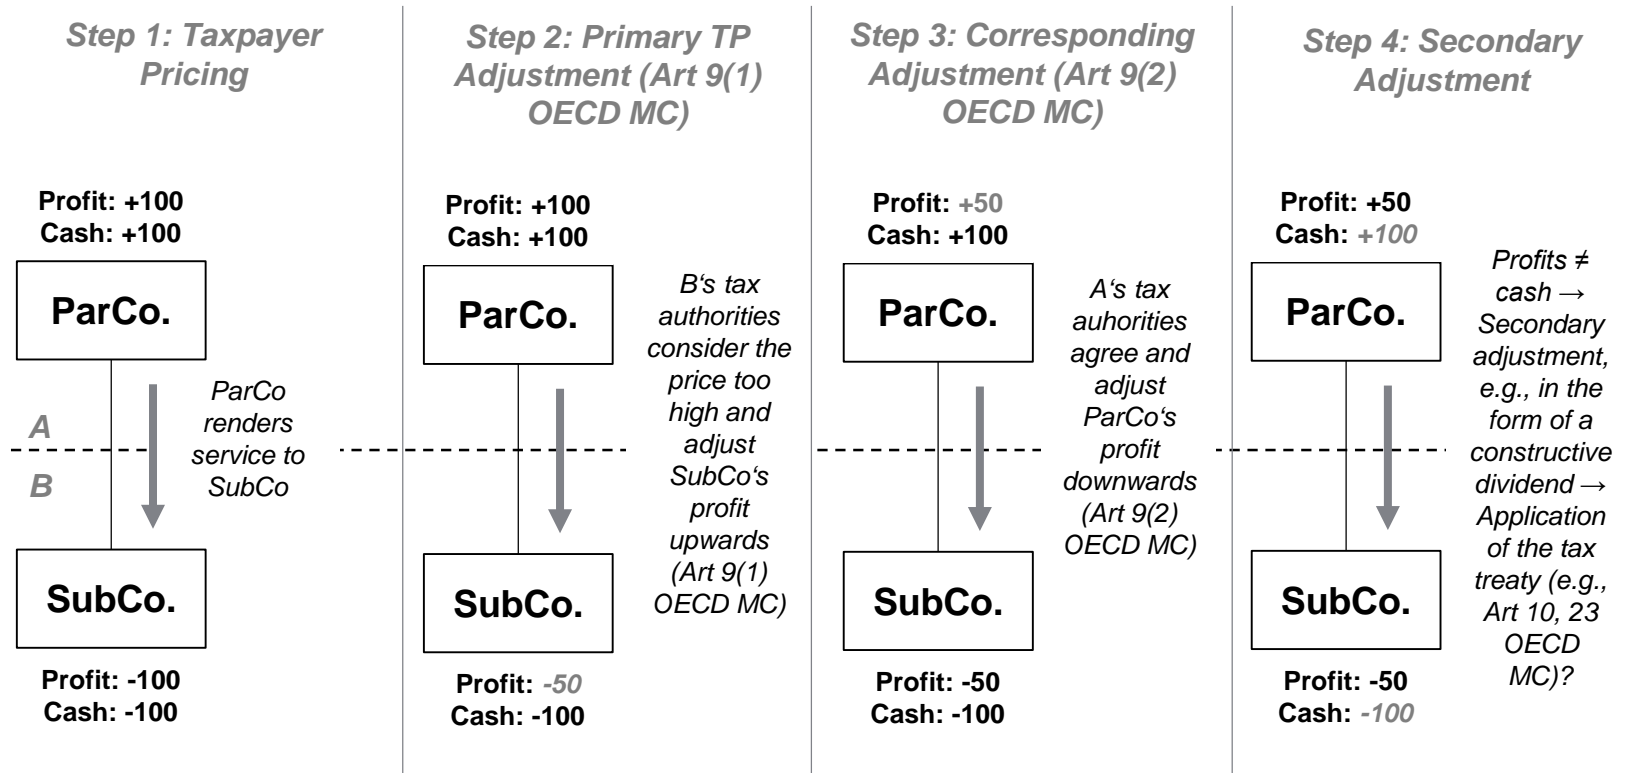 Step 1: Taxpayer
Pricing
Profit: +100
Cash: +100
ParCo.
ParCo
renders
service to
SubCo
A
B
SubCo.
Profit: -100
Cash: -100
Step 2: Primary TP
Adjustment (Art 9(1)
OECD MC)
Profit: +100
Cash: +100
ParCo.
B‘s tax
authorities
consider the
price too
high and
adjust
SubCo‘s
profit
upwards
(Art 9(1)
OECD MC)
SubCo.
Profit: -50
Cash: -100
Step 3: Corresponding
Adjustment (Art 9(2)
OECD MC)
Profit: +50
Cash: +100
ParCo.
A‘s tax
auhorities
agree and
adjust
ParCo‘s
profit
downwards
(Art 9(2)
OECD MC)
SubCo.
Profit: -50
Cash: -100
Step 4: Secondary
Adjustment
Profit: +50
Cash: +100
ParCo.
Profits ≠
cash →
Secondary
adjustment,
e.g., in the
form of a
constructive
dividend →
Application
of the tax
treaty (e.g.,
Art 10, 23
OECD
MC)?
SubCo.
Profit: -50
Cash: -100